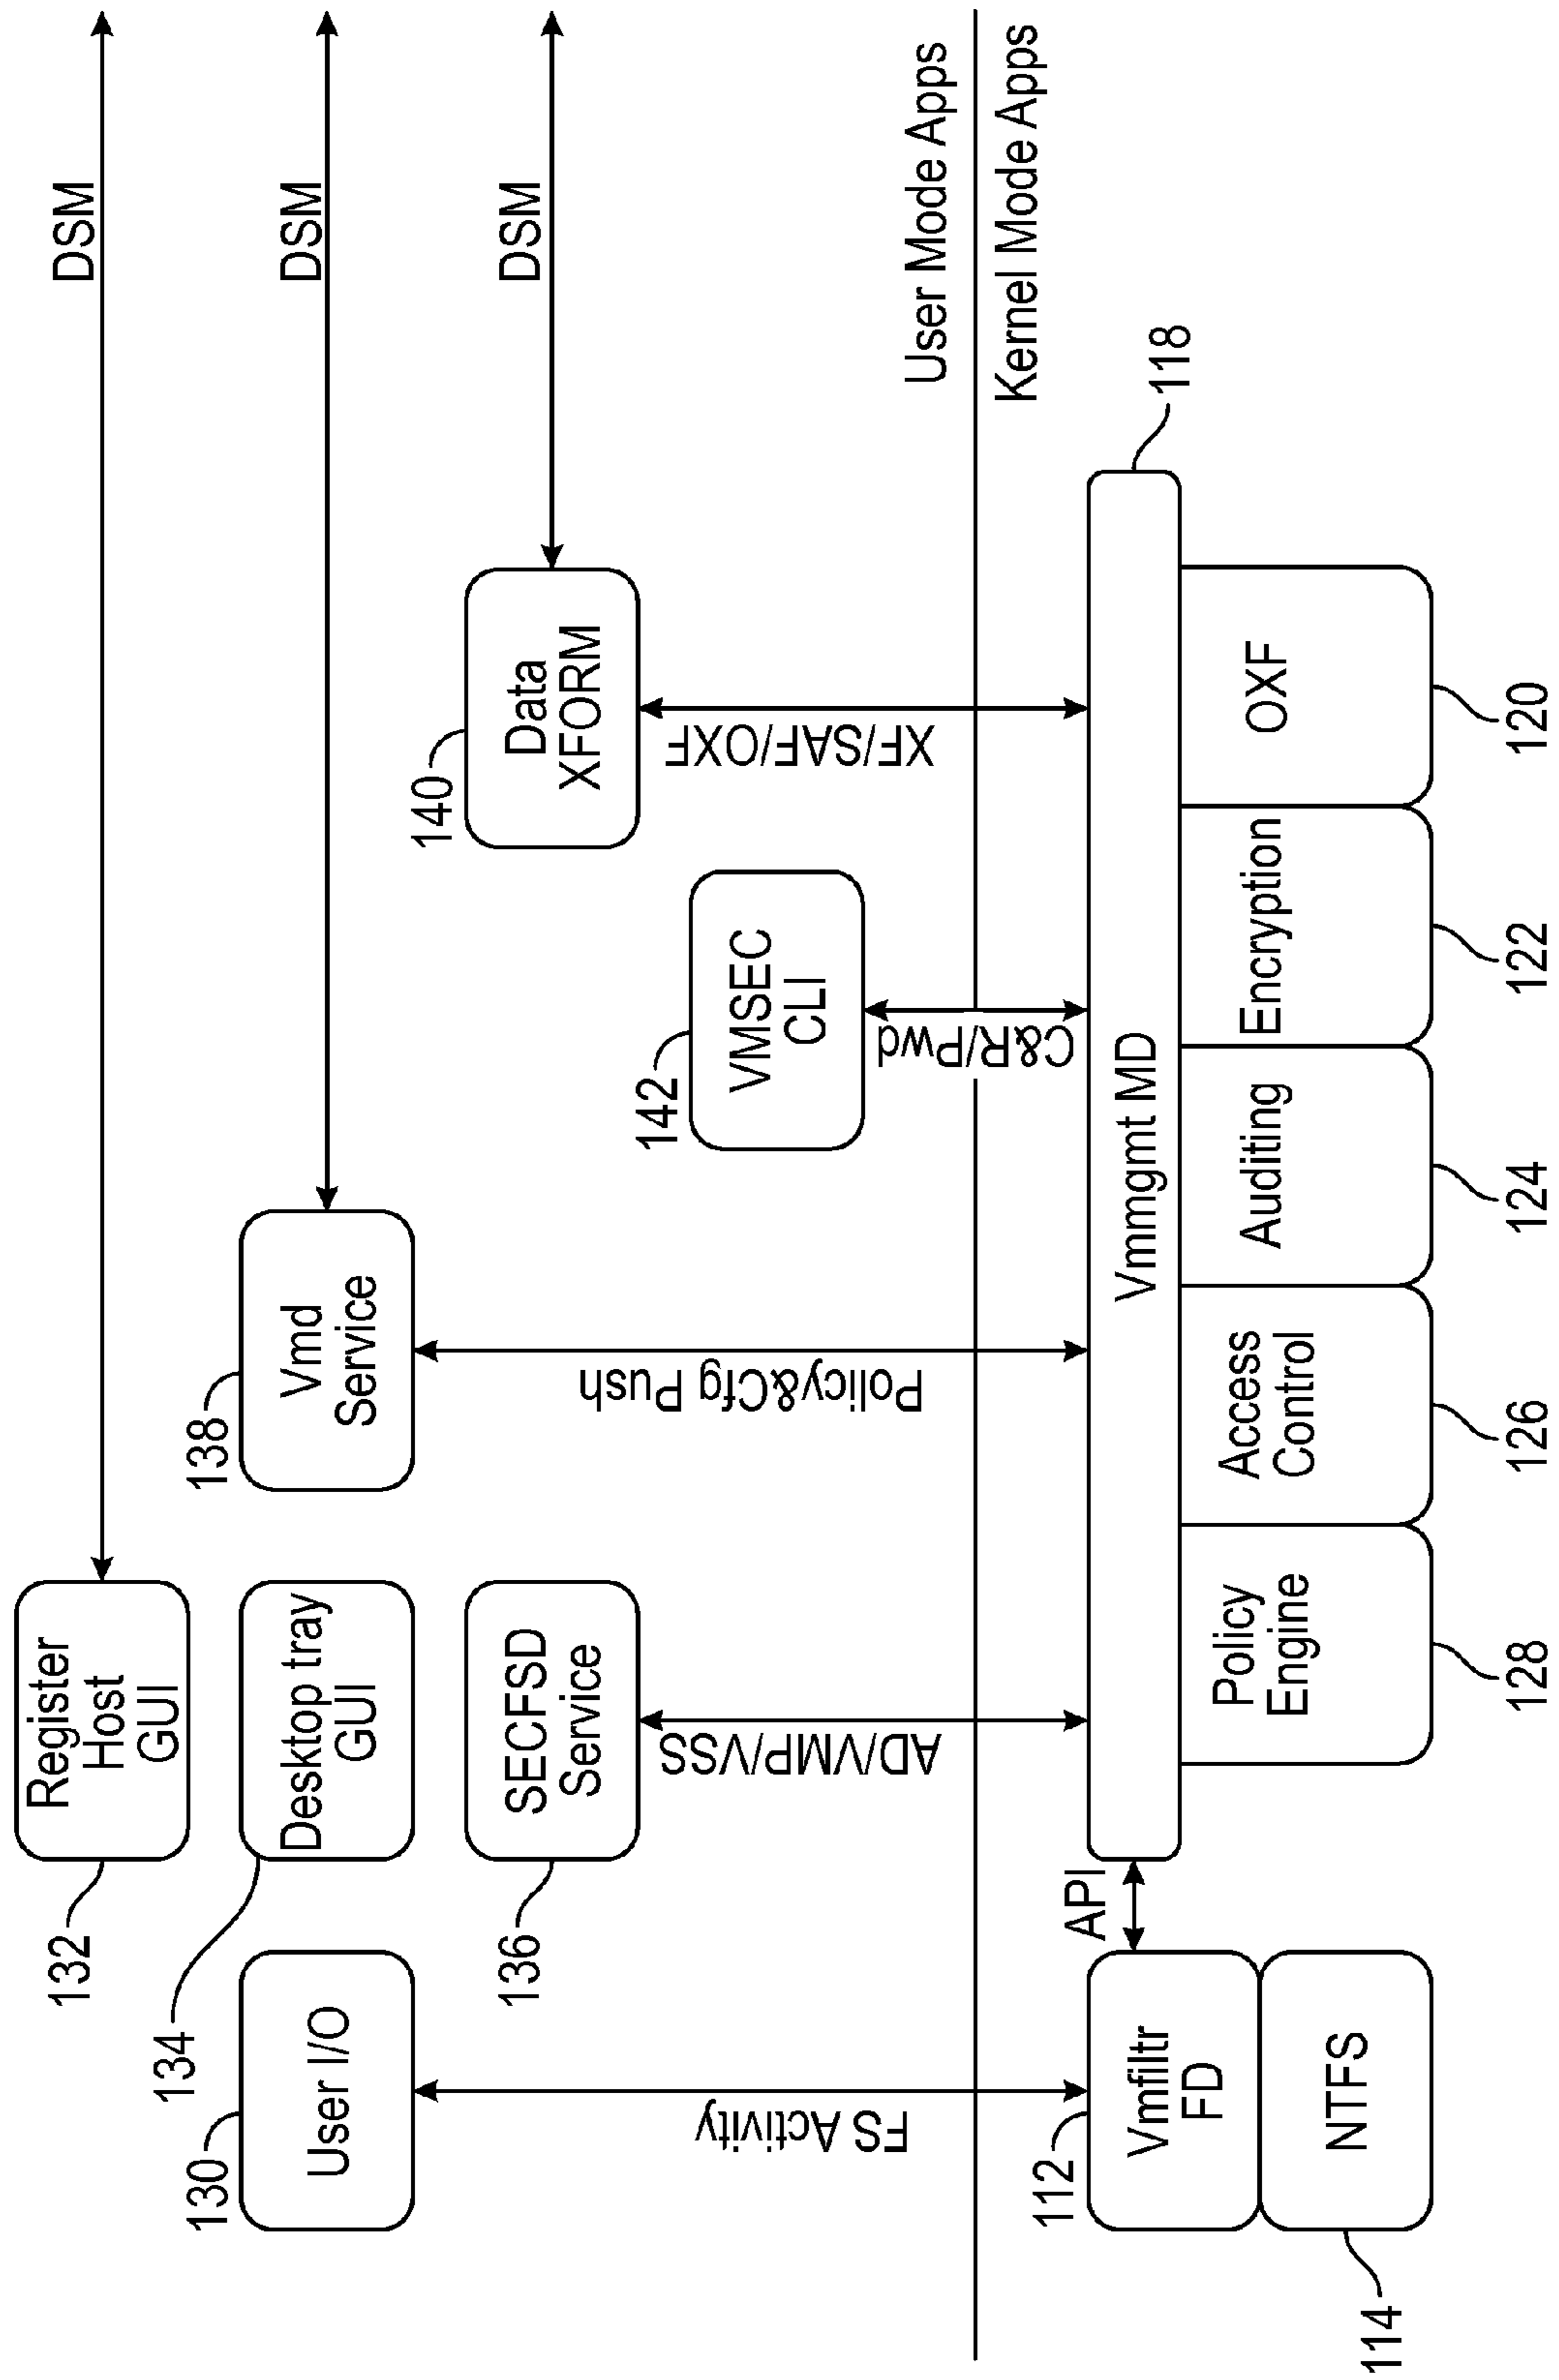 DSM
132
Register
Host
GUI
DSM
130
User I/O
134
Desktop tray
GUI
138
Vmd
Service
DSM
136
SECFSD
Service
140
Data
XFORM
142
VMSEC
CLI
FS Activity
AD/VMP/VSS
Policy&Cfg Push
C&R/Pwd
XF/SAF/OXF
User Mode Apps
Kernel Mode Apps
112
Vmfiltr
FD
API
Vmmgmt MD
118
114
NTFS
Policy
Engine
Access
Control
Auditing
Encryption
OXF
128
126
124
122
120